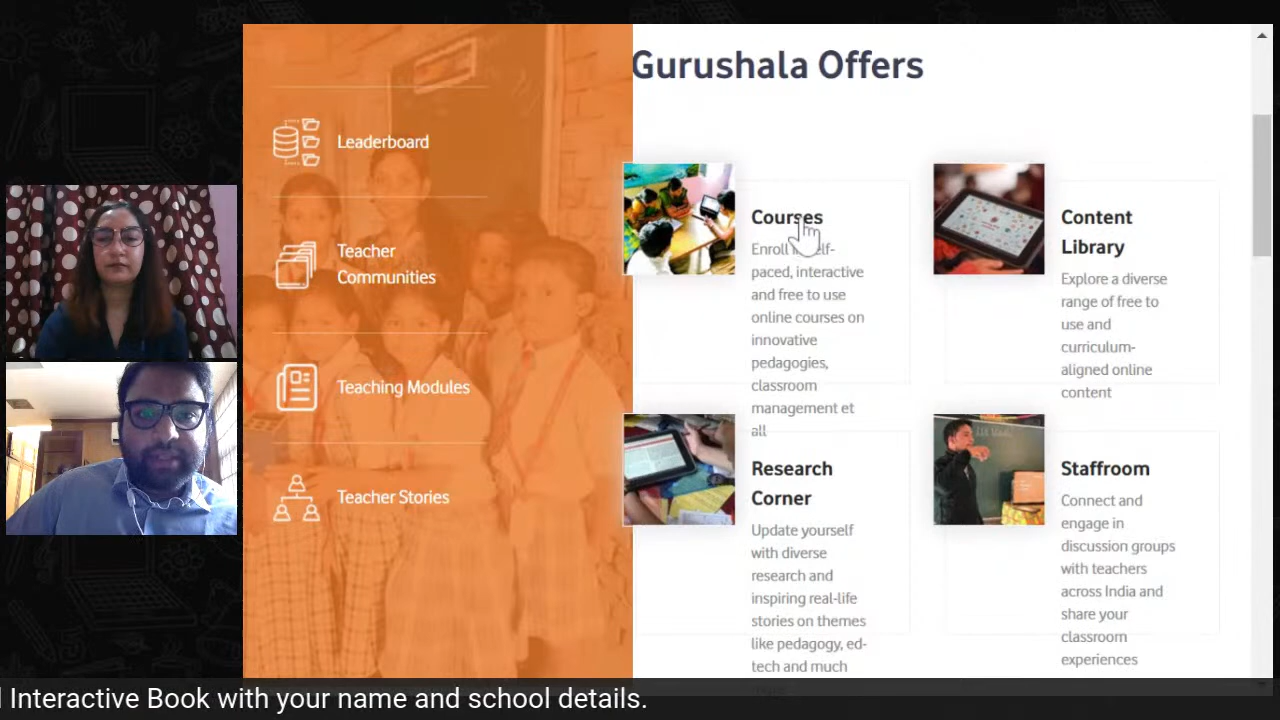 Gurushala Offers
Leaderboard
Teacher
Communities
Teaching Modules
Teacher Stories
Courses
Enroll in self-
paced, interactive
and free to use
online courses on
innovative
pedagogies,
classroom
management et
all
Content
Library
Explore a diverse
range of free to
use and
curriculum-
aligned online
content
Research
Corner
Update yourself
with diverse
research and
inspiring real-life
stories on themes
like pedagogy, ed-
tech and much
Staffroom
Connect and
engage in
discussion groups
with teachers
across India and
share your
classroom
experiences
Interactive Book with your name and school details.